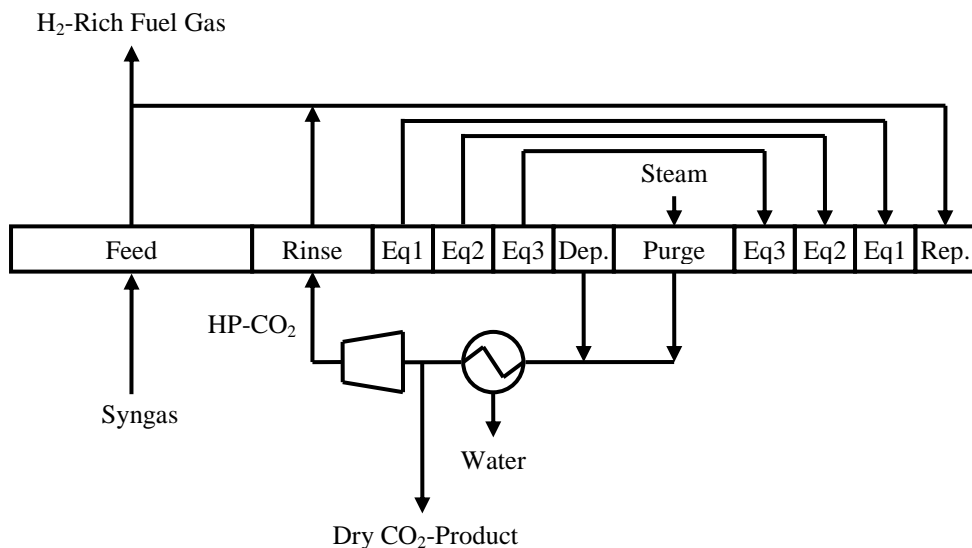 H₂-Rich Fuel Gas
Steam
Feed Rinse Eq1 Eq2 Eq3 Dep. Purge Eq3 Eq2 Eq1 Rep.
HP-CO₂
Syngas
Water
Dry CO₂-Product